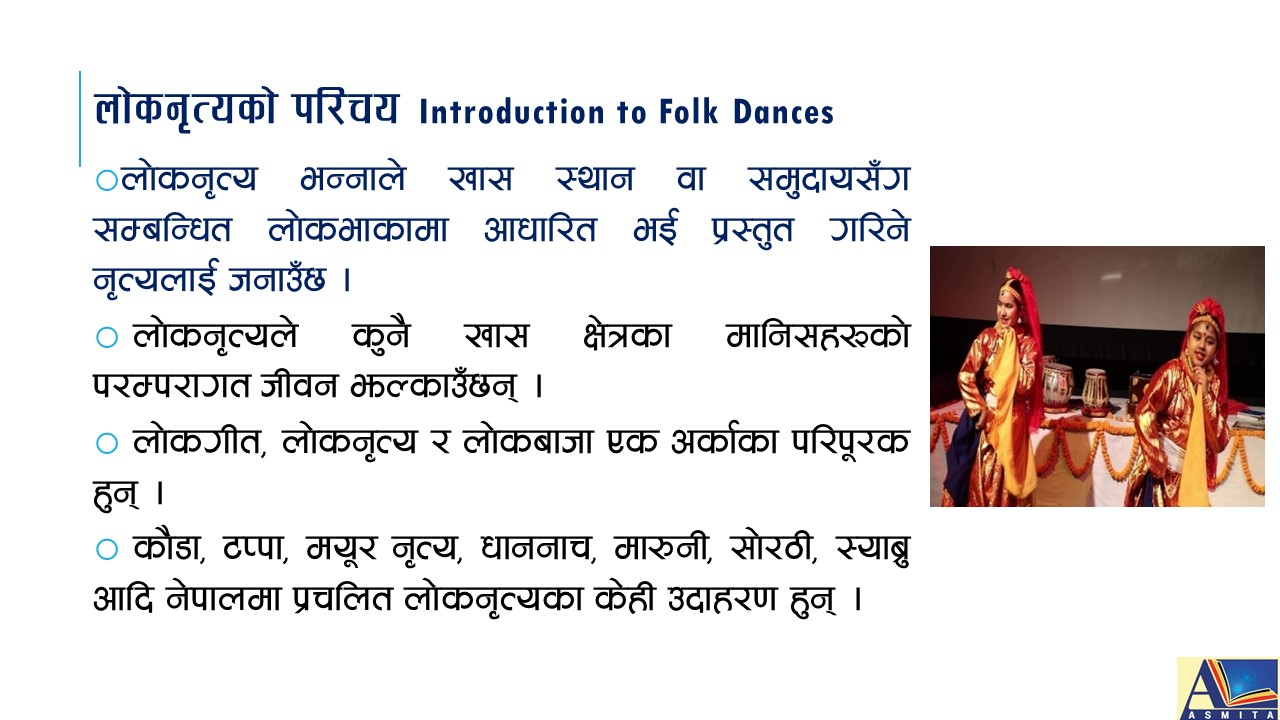 लोकनृत्यको परिचय Introduction to Folk Dances
लोकनृत्य भन्नाले खास स्थान वा समुदायसँग
सम्बन्धित लोकभाकामा आधारित भई प्रस्तुत गरिने
नृत्यलाई जनाउँछ ।
लोकनृत्यले कुनै खास क्षेत्रका मानिसहरुको
परम्परागत जीवन झल्काउँछन् ।
लोकगीत, लोकनृत्य र लोकबाजा एक अर्काका परिपूरक
हुन् ।
कौडा, टप्पा, मयूर नृत्य, धाननाच, मारुनी, सोरठी, स्याब्रु
आदि नेपालमा प्रचलित लोकनृत्यका केही उदाहरण हुन् ।
ASMITA